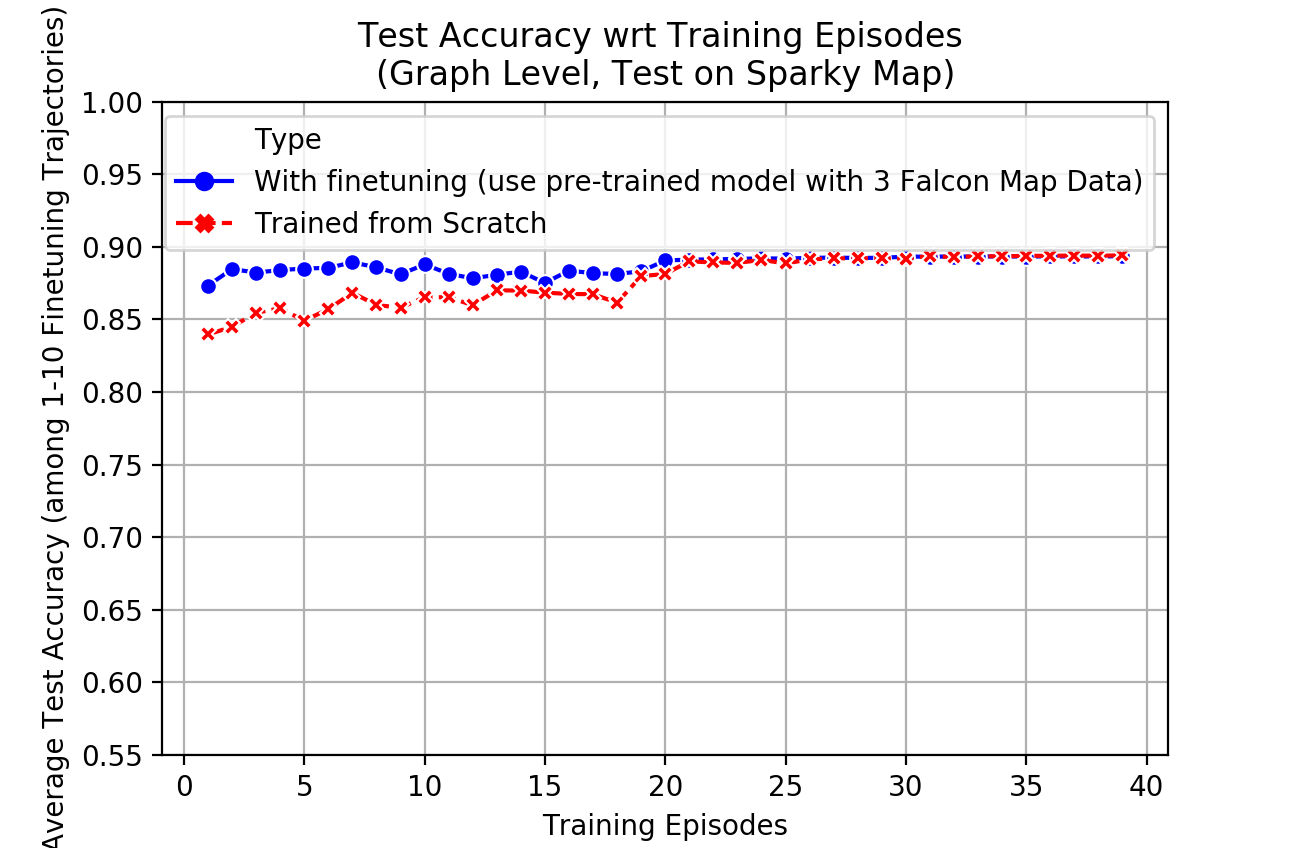 Test Accuracy wrt Training Episodes
(Graph Level, Test on Sparky Map)
Average Test Accuracy (among 1-10 Finetuning Trajectories)
1.00
0.95
0.90
0.85
0.80
0.75
0.70
0.65
0.60
0.55
Type
With finetuning (use pre-trained model with 3 Falcon Map Data)
Trained from Scratch
0 5 10 15 20 25 30 35 40
Training Episodes